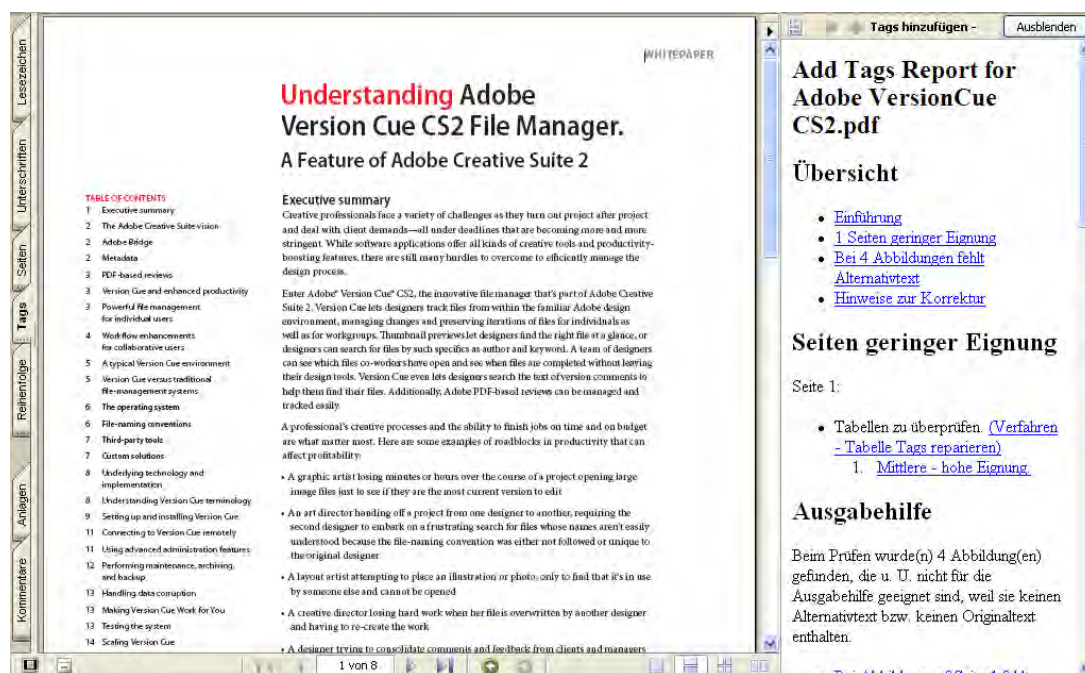 Lesezeichen
Unterschriften
Seiten
Tags
Reihenfolge
Anlagen
Kommentare
WHITEPAPER
Understanding Adobe
Version Cue CS2 File Manager.
A Feature of Adobe Creative Suite 2
TABLE OF CONTENTS
1 Executive summary
2 The Adobe Creative Suite vision
2 Adobe Bridge
2 Metadata
3 PDF-based reviews
3 Version Cue and enhanced productivity
3 Powerful file management
for individual users
4 Workflow enhancements
for collaborative users
5 A typical Version Cue environment
5 Version Cue versus traditional
file-management systems
6 The operating system
6 File-naming conventions
7 Third-party tools
7 Custom solutions
8 Underlying technology and
implementation
8 Understanding Version Cue terminology
9 Setting up and installing Version Cue
11 Connecting to Version Cue remotely
11 Using advanced administration features
12 Performing maintenance, archiving,
and backup
13 Handling data corruption
13 Making Version Cue Work for You
13 Testing the system
14 Scaling Version Cue
Executive summary
Creative professionals face a variety of challenges as they turn out project after project
and deal with client demands—all under deadlines that are becoming more and more
stringent. While software applications offer all kinds of creative tools and productivity-
boosting features, there are still many hurdles to overcome to efficiently manage the
design process.
Enter Adobe® Version Cue® CS2, the innovative file manager that's part of Adobe Creative
Suite 2. Version Cue lets designers track files from within the familiar Adobe design
environment, managing changes and preserving iterations of files for individuals as
well as for workgroups. Thumbnail previews let designers find the right file at a glance, or
designers can search for files by such specifics as author and keyword. A team of designers
can see which files co-workers have open and see when files are completed without leaving
their design tools. Version Cue even lets designers search the text of version comments to
help them find their files. Additionally, Adobe PDF-based reviews can be managed and
tracked easily.
A professional's creative processes and the ability to finish jobs on time and on budget
are what matter most. Here are some examples of roadblocks in productivity that can
affect profitability:
• A graphic artist losing minutes or hours over the course of a project opening large
image files just to see if they are the most current version to edit
• An art director handing off a project from one designer to another, requiring the
second designer to embark on a frustrating search for files whose names aren't easily
understood because the file-naming convention was either not followed or unique to
the original designer
• A layout artist attempting to place an illustration or photo, only to find that it's in use
by someone else and cannot be opened
• A creative director losing hard work when her file is overwritten by another designer
and having to re-create the work
• A designer trying to consolidate comments and feedback from clients and managers
1 von 8
Tags hinzufügen -
Ausblenden
Add Tags Report for
Adobe VersionCue
CS2.pdf
Übersicht
• Einführung
• 1 Seiten geringer Eignung
• Bei 4 Abbildungen fehlt
Alternativtext
• Hinweise zur Korrektur
Seiten geringer Eignung
Seite 1:
• Tabellen zu überprüfen. (Verfahren
- Tabelle Tags reparieren)
1. Mittlere - hohe Eignung.
Ausgabehilfe
Beim Prüfen wurde(n) 4 Abbildung(en)
gefunden, die u. U. nicht für die
Ausgabehilfe geeignet sind, weil sie keinen
Alternativtext bzw. keinen Originaltext
enthalten.